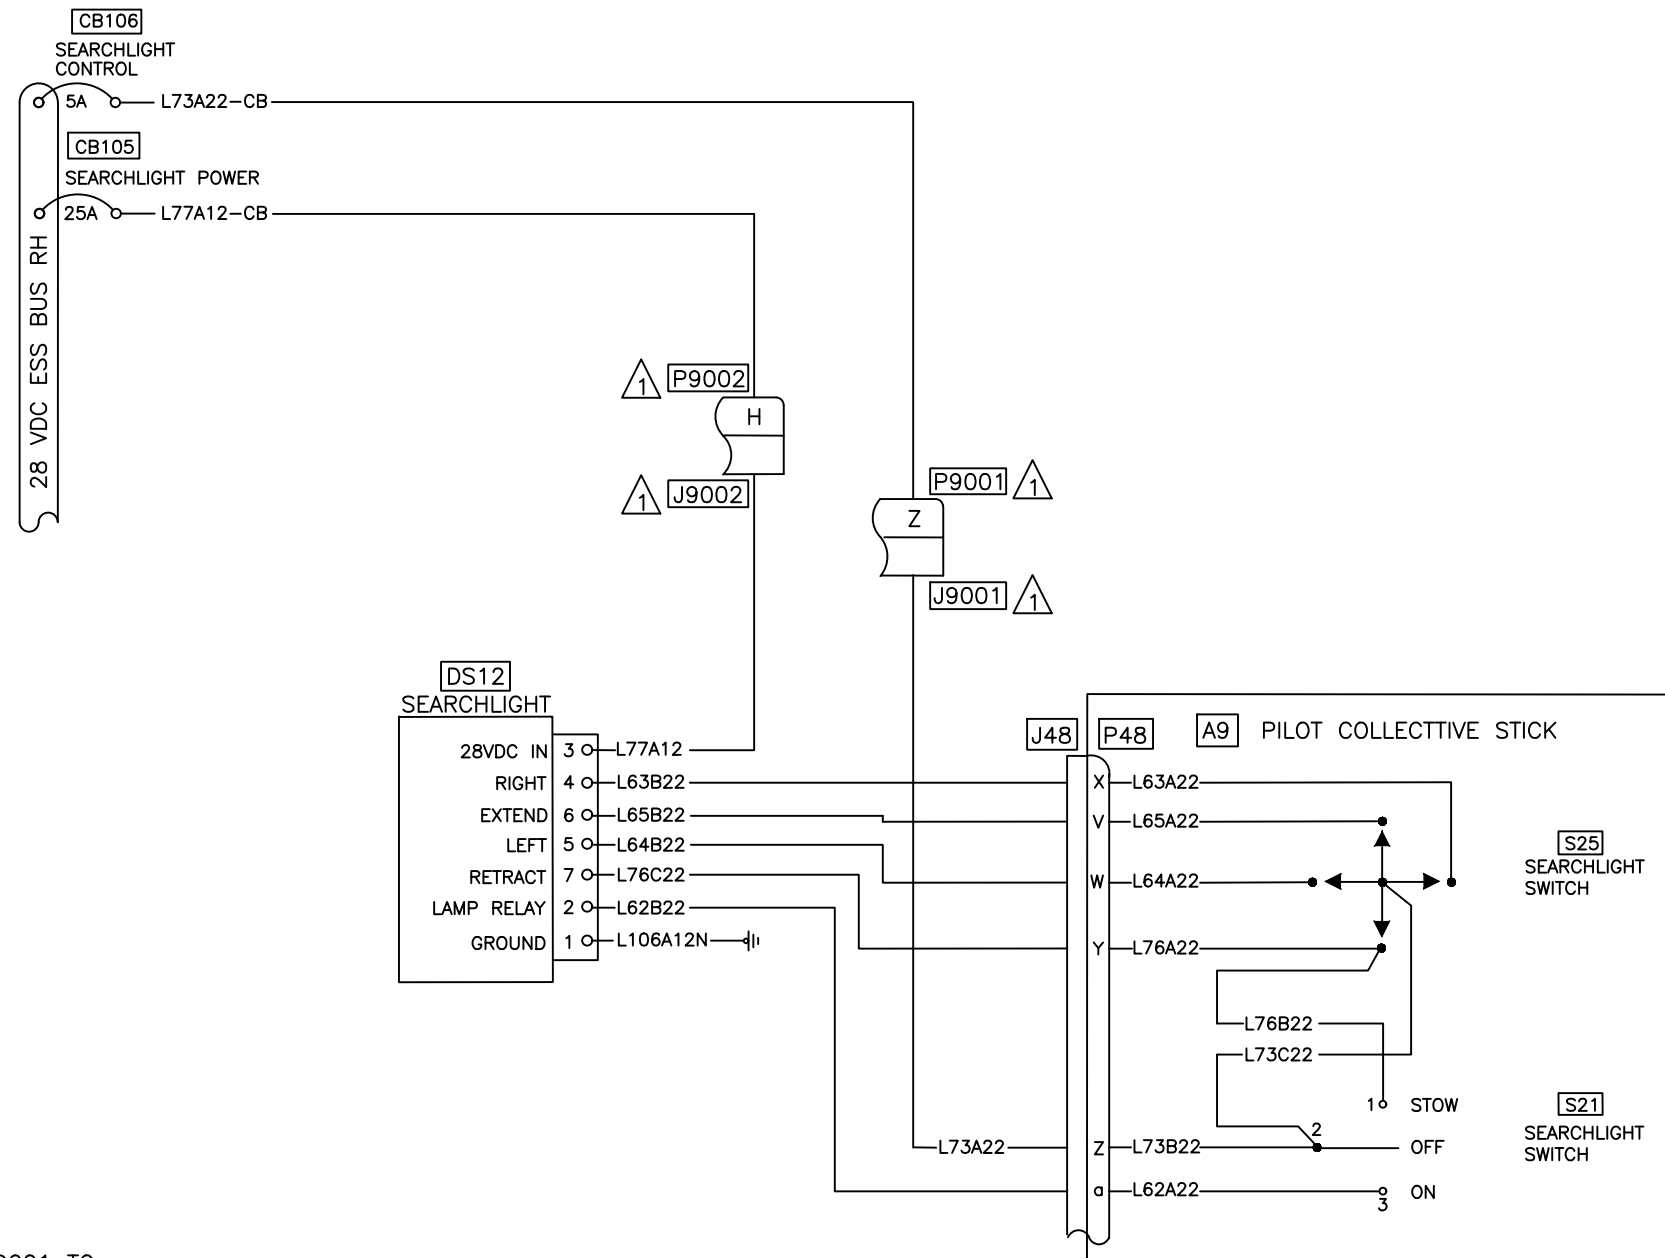 CB106
SEARCHLIGHT
CONTROL
5A
L73A22-CB
CB105
SEARCHLIGHT POWER
25A
L77A12-CB
28 VDC ESS BUS RH
1
P9002
H
1
J9002
P9001
1
Z
J9001
1
DS12
SEARCHLIGHT
28VDC IN 3 L77A12
RIGHT 4 L63B22
EXTEND 6 L65B22
LEFT 5 L64B22
RETRACT 7 L76C22
LAMP RELAY 2 L62B22
GROUND 1 L106A12N
J48 P48 A9 PILOT COLLECTTIVE STICK
X L63A22
V L65A22
W L64A22
Y L76A22
S25
SEARCHLIGHT
SWITCH
L76B22
L73C22
1 STOW
L73A22 Z L73B22 2 OFF
a L62A22 3 ON
S21
SEARCHLIGHT
SWITCH